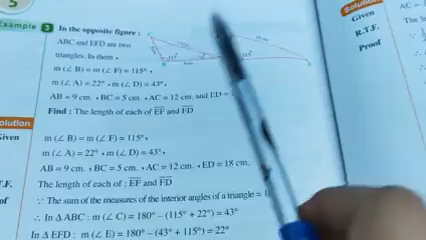 5
Example 3 In the opposite figure :
ABC and EFD are two
triangles. In them ,
m (∠ B) = m (∠ F) = 115° ,
m (∠ A) = 22° , m (∠ D) = 43° ,
AB = 9 cm. , BC = 5 cm. , AC = 12 cm. and ED =
Find : The length of each of EF and FD
Solution
Given m (∠ B) = m (∠ F) = 115° ,
m (∠ A) = 22° , m (∠ D) = 43° ,
AB = 9 cm. , BC = 5 cm. , AC = 12 cm. , ED = 18 cm.
T.F. The length of each of : EF and FD
of ∵ The sum of the measures of the interior angles of a triangle =
∴ In Δ ABC : m (∠ C) = 180° – (115° + 22°) = 43°
In Δ EFD : m (∠ E) = 180° – (43° + 115°) = 22°
Solution
Given AC =
R.T.F. The
Proof